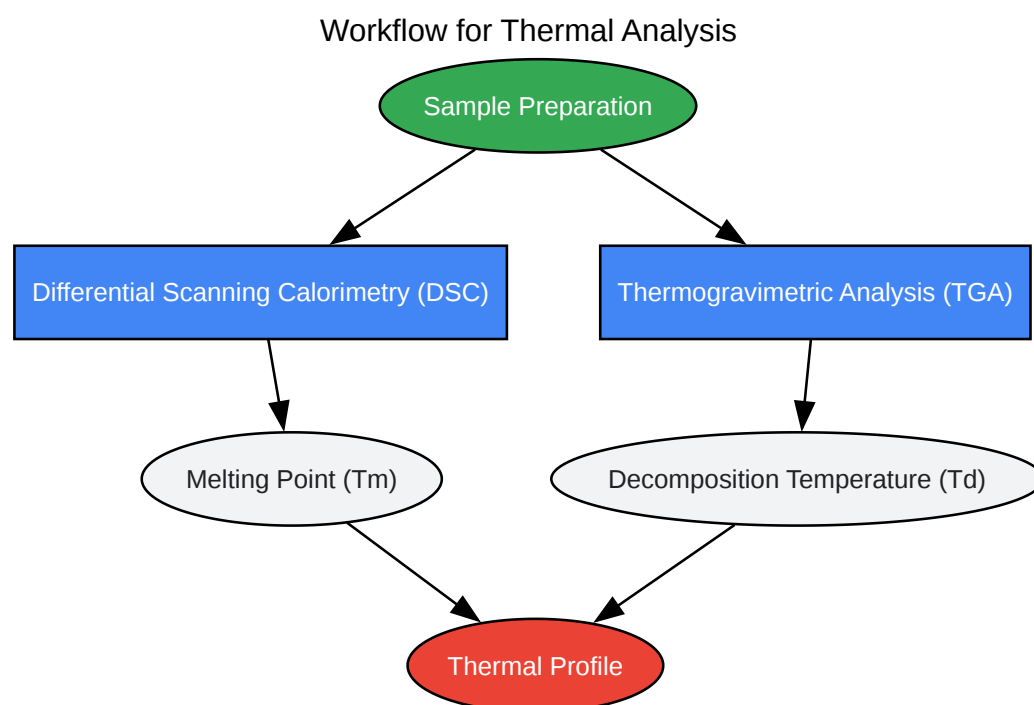 Workflow for Thermal Analysis
Sample Preparation
Differential Scanning Calorimetry (DSC)
Thermogravimetric Analysis (TGA)
Melting Point (Tm)
Decomposition Temperature (Td)
Thermal Profile